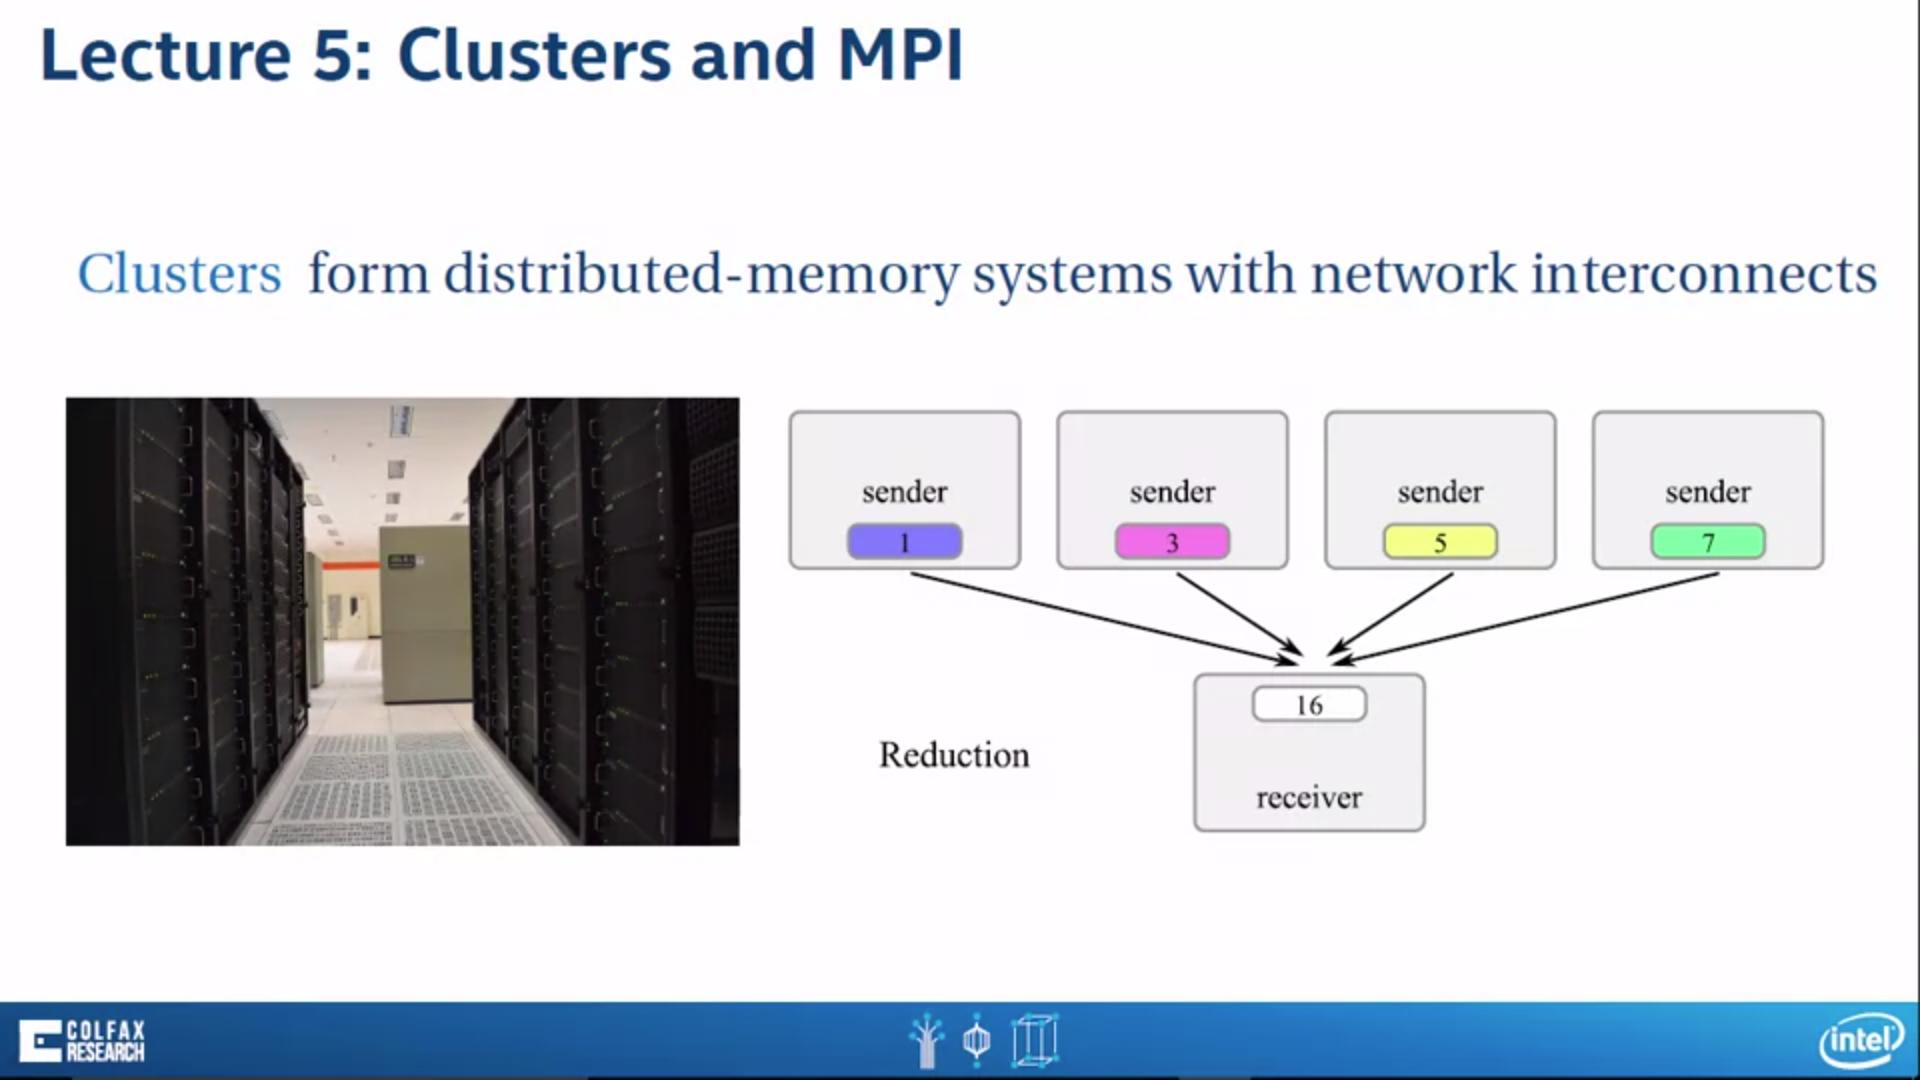 Lecture 5: Clusters and MPI
Clusters form distributed-memory systems with network interconnects
sender
sender
sender
sender
1
3
5
7
16
Reduction
receiver
COLFAX
RESEARCH
intel